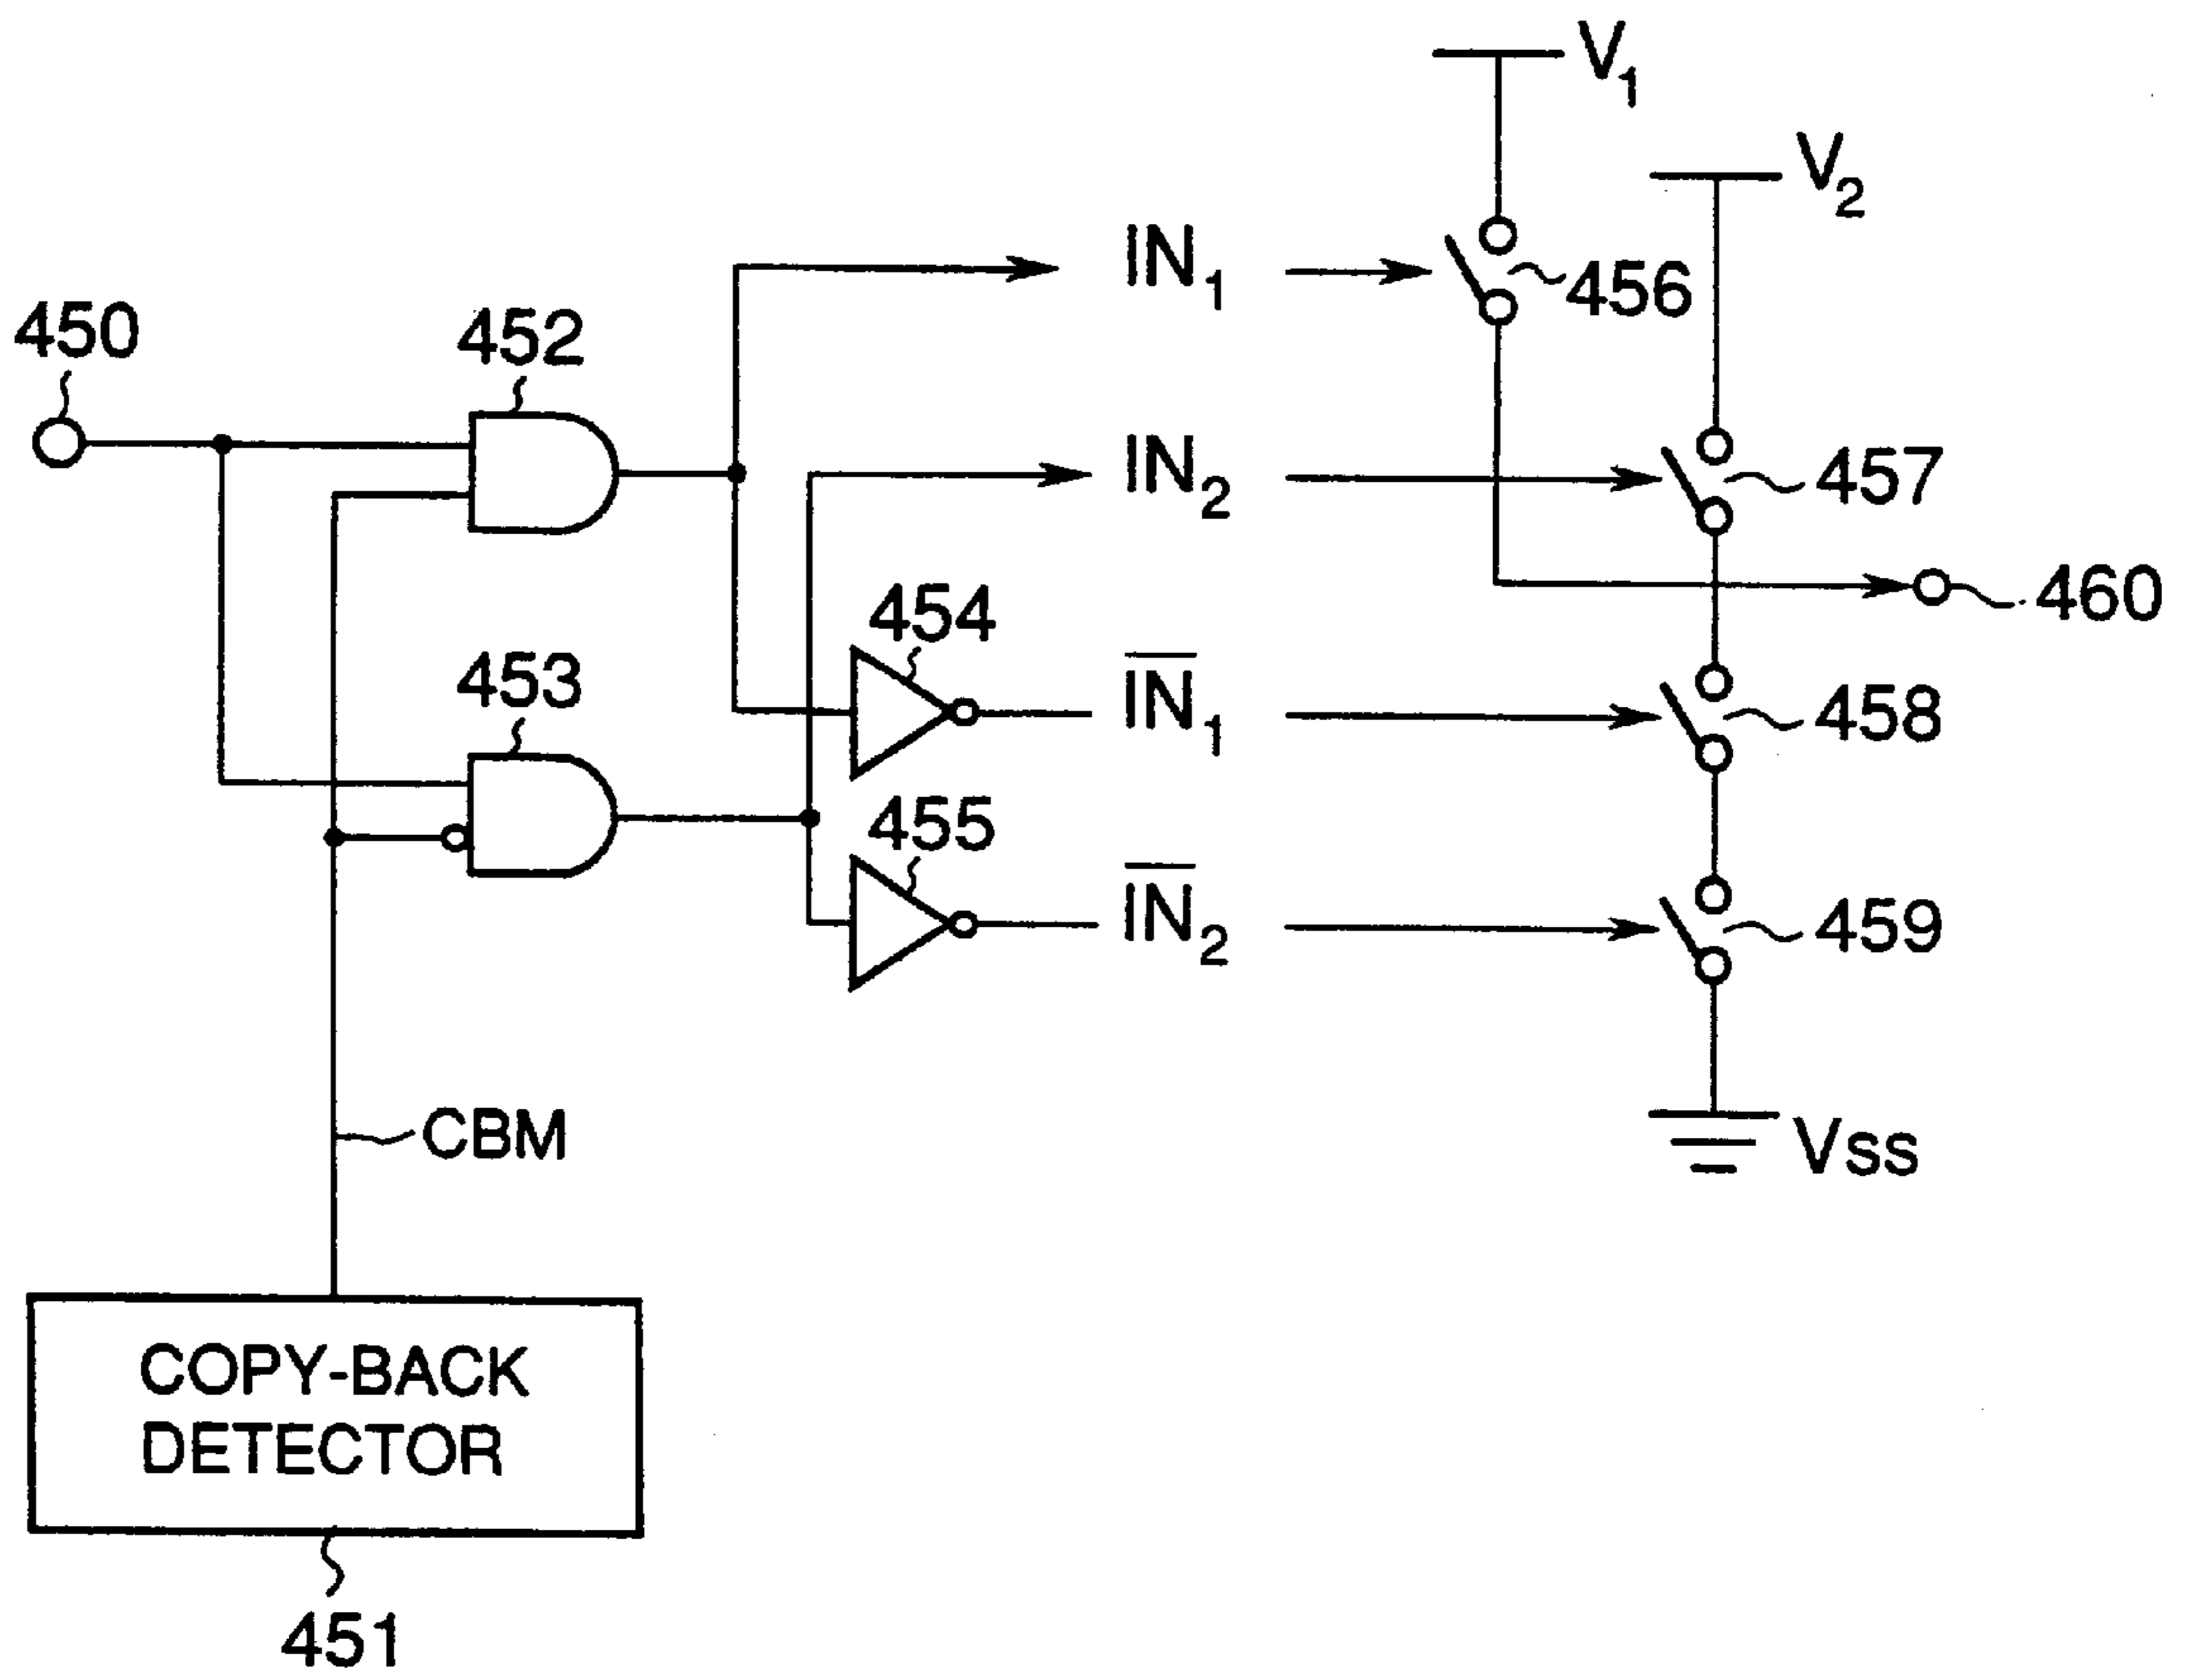 V1
V2
IN1
456
450
452
IN2
457
454
460
453
IN1
458
455
IN2
459
CBM
VSS
COPY-BACK
DETECTOR
451